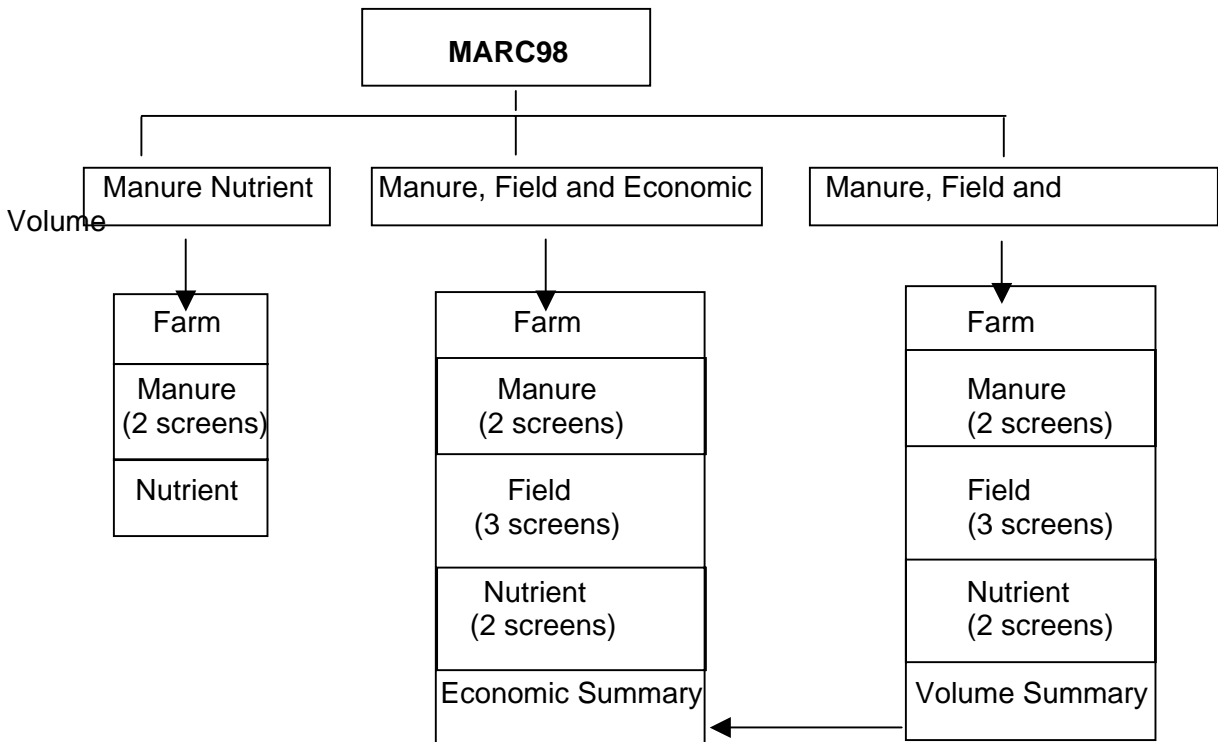 MARC98
Manure Nutrient
Manure, Field and Economic
Manure, Field and
Volume
Farm
Manure
(2 screens)
Nutrient
Farm
Manure
(2 screens)
Field
(3 screens)
Nutrient
(2 screens)
Economic Summary
Farm
Manure
(2 screens)
Field
(3 screens)
Nutrient
(2 screens)
Volume Summary